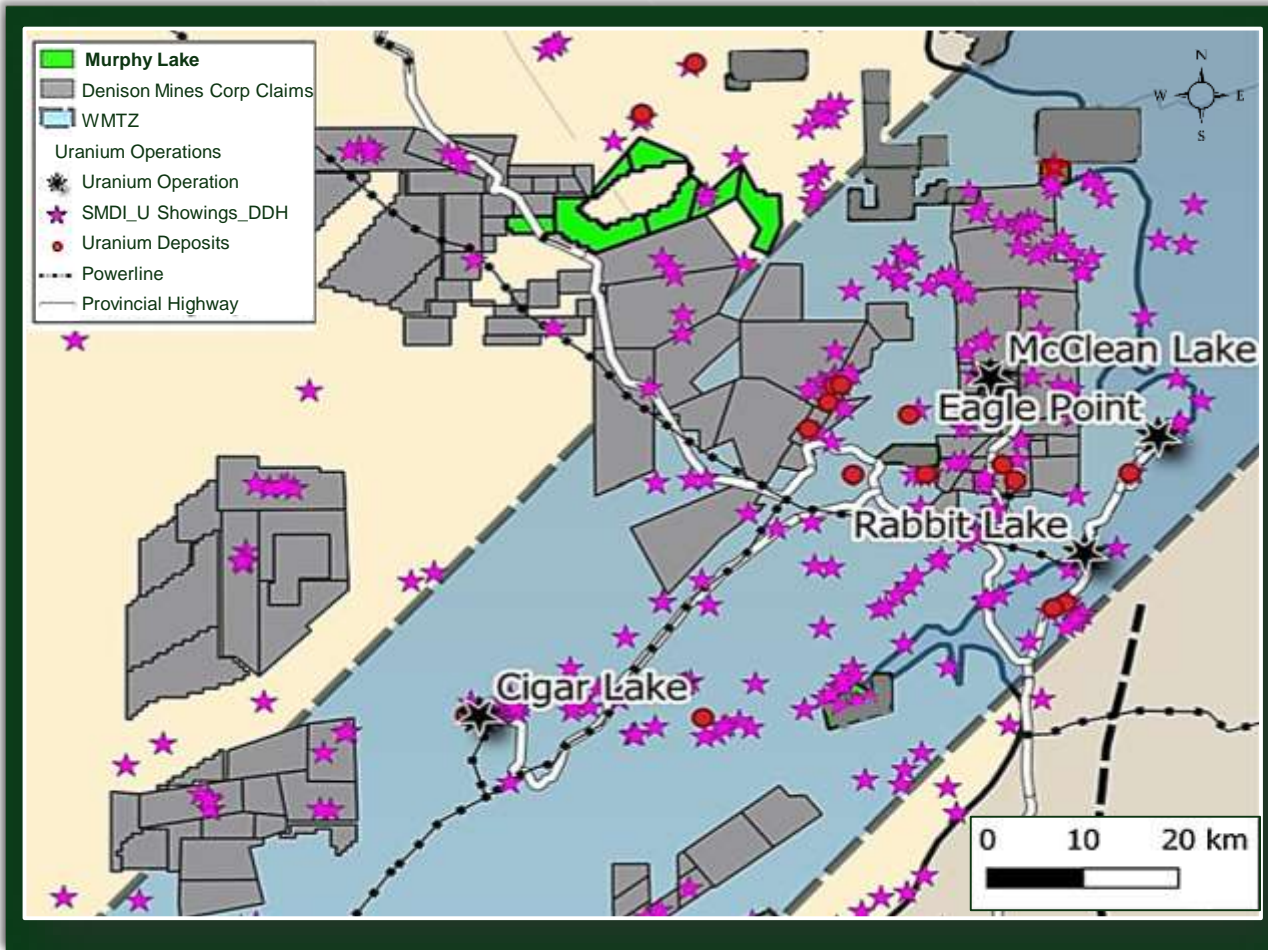 Murphy Lake
Denison Mines Corp Claims
WMTZ
Uranium Operations
Uranium Operation
SMDI_U Showings_DDH
Uranium Deposits
Powerline
Provincial Highway
N
W E
S
McClean Lake
Eagle Point
Rabbit Lake
Cigar Lake
0 10 20 km